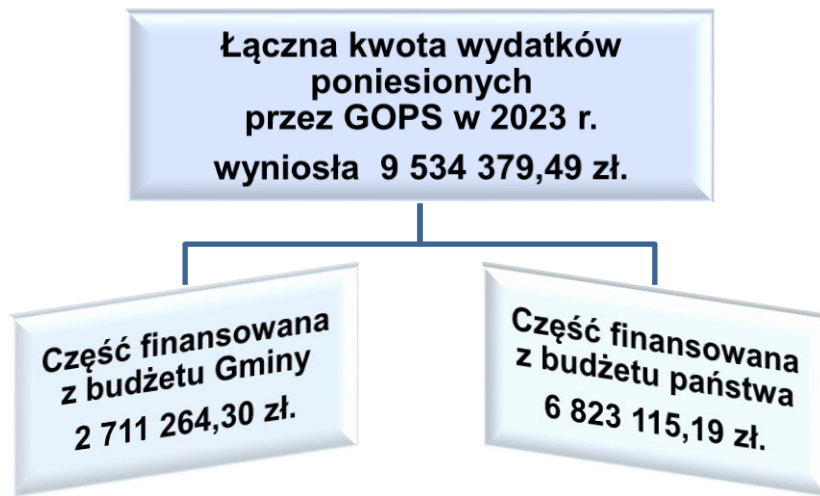 Łączna kwota wydatków
poniesionych
przez GOPS w 2023 r.
wyniosła 9 534 379,49 zł.
Część finansowana
z budżetu Gminy
2 711 264,30 zł.
Część finansowana
z budżetu państwa
6 823 115,19 zł.